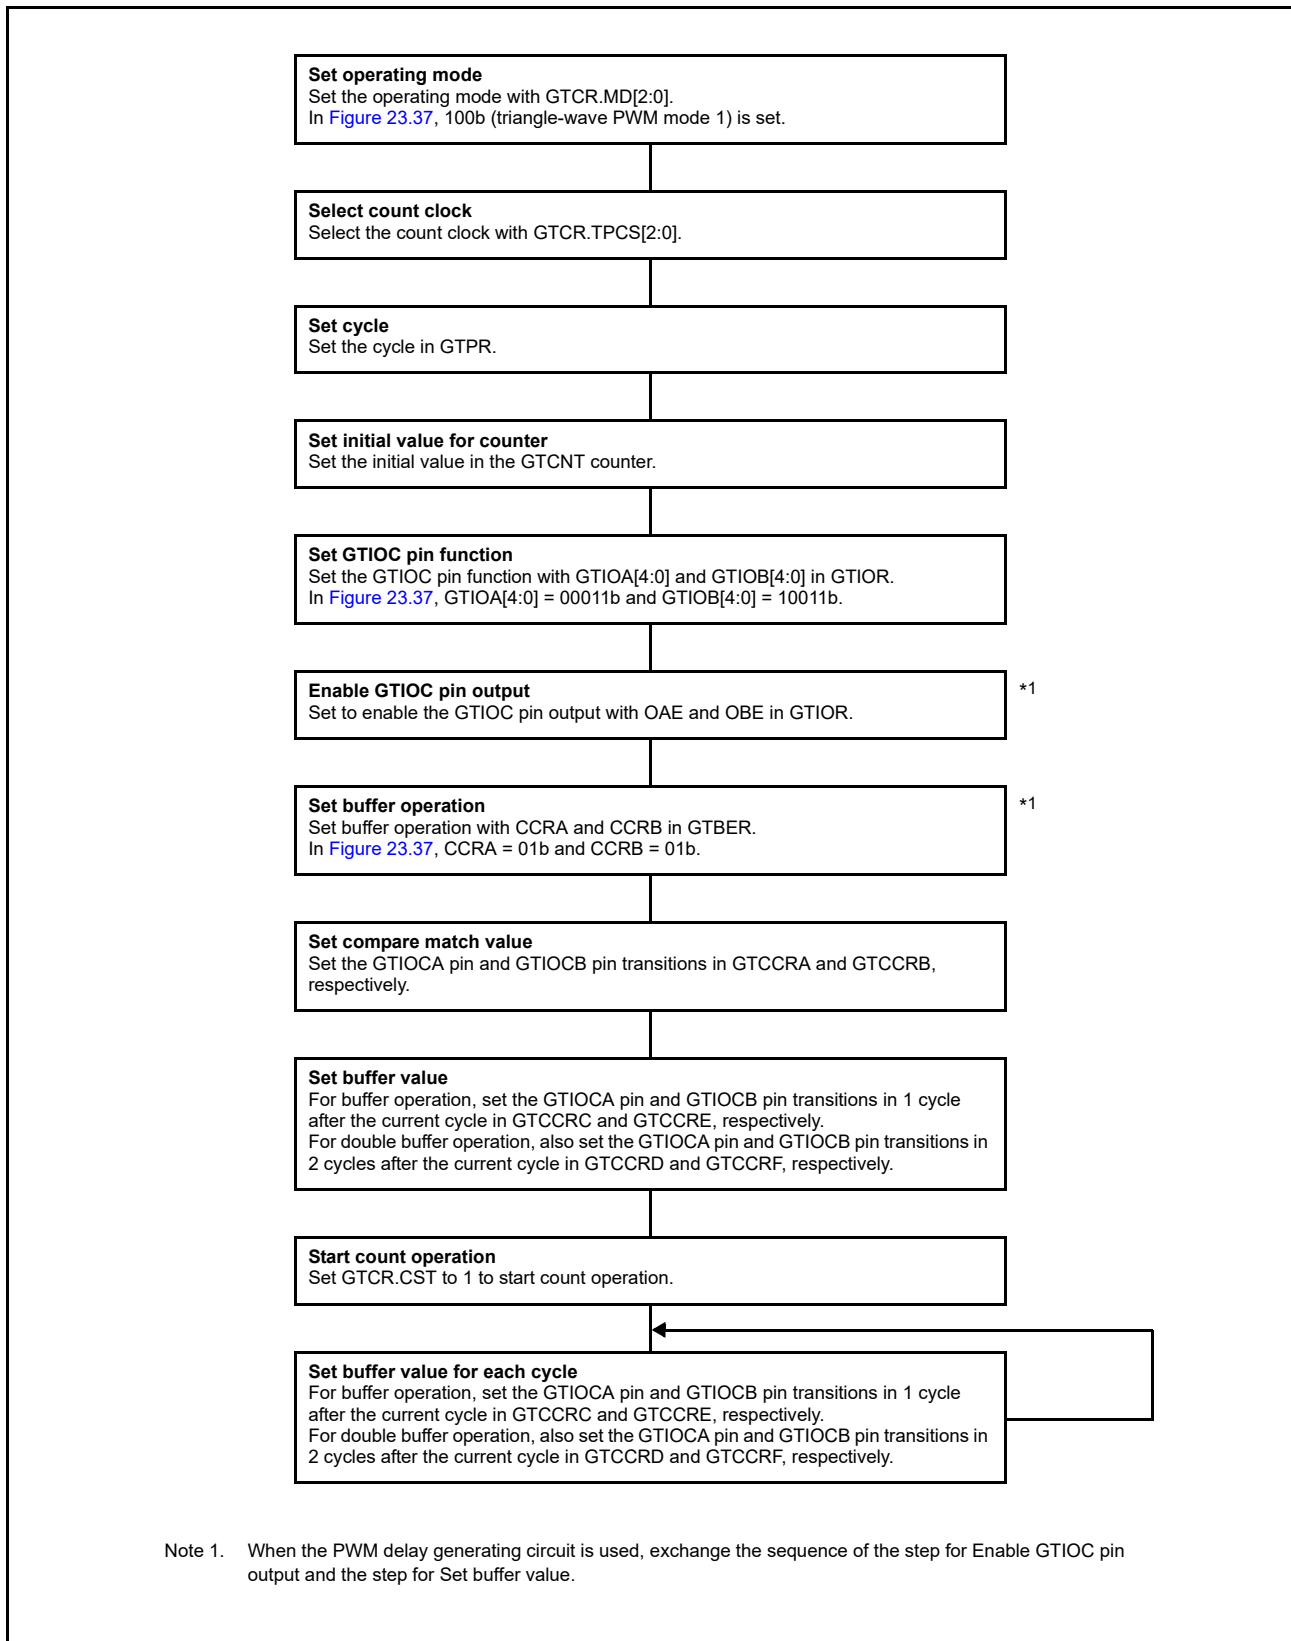 Set operating mode
Set the operating mode with GTCR.MD[2:0].
In Figure 23.37, 100b (triangle-wave PWM mode 1) is set.
Select count clock
Select the count clock with GTCR.TPCS[2:0].
Set cycle
Set the cycle in GTPR.
Set initial value for counter
Set the initial value in the GTCNT counter.
Set GTIOC pin function
Set the GTIOC pin function with GTIOA[4:0] and GTIOB[4:0] in GTIOR.
In Figure 23.37, GTIOA[4:0] = 00011b and GTIOB[4:0] = 10011b.
Enable GTIOC pin output
Set to enable the GTIOC pin output with OAE and OBE in GTIOR.
*1
Set buffer operation
Set buffer operation with CCRA and CCRB in GTBER.
In Figure 23.37, CCRA = 01b and CCRB = 01b.
*1
Set compare match value
Set the GTIOCA pin and GTIOCB pin transitions in GTCCRA and GTCCRB,
respectively.
Set buffer value
For buffer operation, set the GTIOCA pin and GTIOCB pin transitions in 1 cycle
after the current cycle in GTCCRC and GTCCRE, respectively.
For double buffer operation, also set the GTIOCA pin and GTIOCB pin transitions in
2 cycles after the current cycle in GTCCRD and GTCCRF, respectively.
Start count operation
Set GTCR.CST to 1 to start count operation.
Set buffer value for each cycle
For buffer operation, set the GTIOCA pin and GTIOCB pin transitions in 1 cycle
after the current cycle in GTCCRC and GTCCRE, respectively.
For double buffer operation, also set the GTIOCA pin and GTIOCB pin transitions in
2 cycles after the current cycle in GTCCRD and GTCCRF, respectively.
Note 1. When the PWM delay generating circuit is used, exchange the sequence of the step for Enable GTIOC pin
output and the step for Set buffer value.